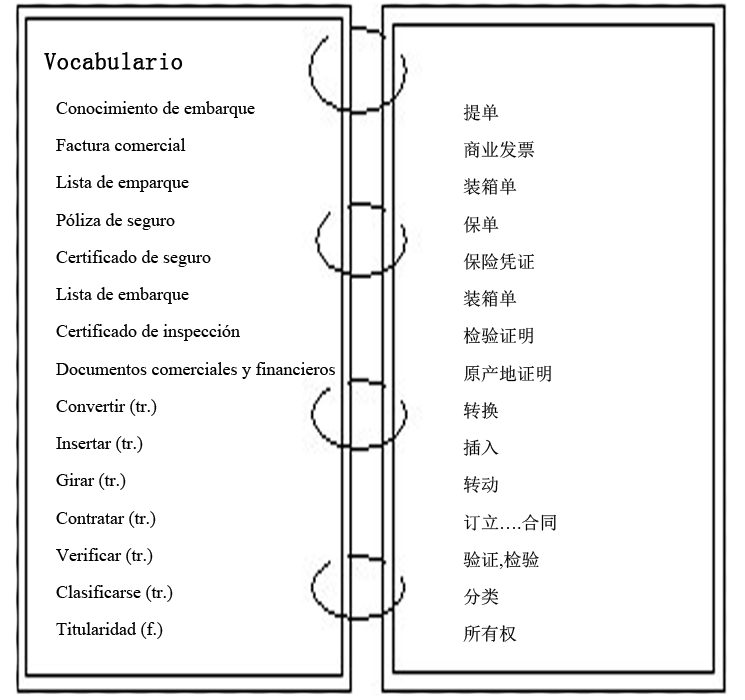 Vocabulario
Conocimiento de embarque
提单
Factura comercial
商业发票
Lista de emparque
装箱单
Póliza de seguro
保单
Certificado de seguro
保险凭证
Lista de embarque
装箱单
Certificado de inspección
检验证明
Documentos comerciales y financieros
原产地证明
Convertir (tr.)
转换
Insertar (tr.)
插入
Girar (tr.)
转动
Contratar (tr.)
订立….合同
Verificar (tr.)
验证,检验
Clasificarse (tr.)
分类
Titularidad (f.)
所有权